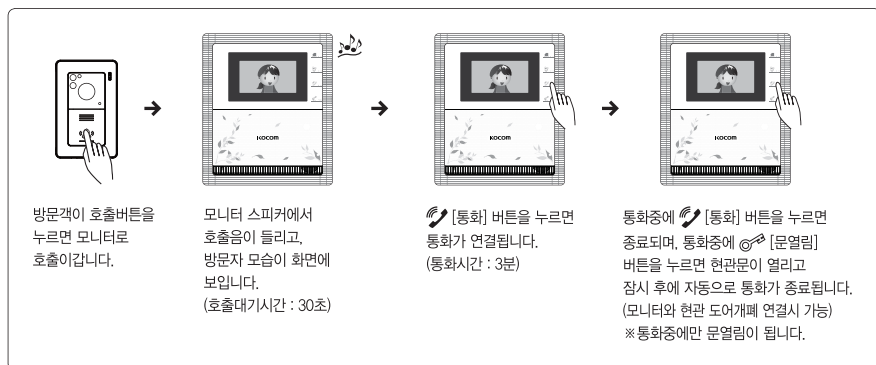 KOCOM
KOCOM
KOCOM
방문객이 호출버튼을
누르면 모니터로
호출이갑니다.
모니터 스피커에서
호출음이 들리고,
방문자 모습이 화면에
보입니다.
(호출대기시간 : 30초)
[통화] 버튼을 누르면
통화가 연결됩니다.
(통화시간 : 3분)
통화중에 [통화] 버튼을 누르면
종료되며, 통화중에 [문열림]
버튼을 누르면 현관문이 열리고
잠시 후에 자동으로 통화가 종료됩니다.
(모니터와 현관 도어개폐 연결시 가능)
※통화중에만 문열림이 됩니다.